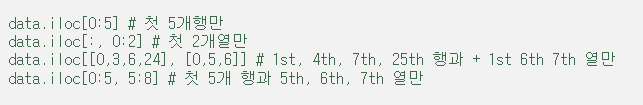 data.iloc[0:5] # 첫 5개행만
data.iloc[:, 0:2] # 첫 2개열만
data.iloc[[0,3,6,24], [0,5,6]] # 1st, 4th, 7th, 25th 행과 + 1st 6th 7th 열만
data.iloc[0:5, 5:8] # 첫 5개 행과 5th, 6th, 7th 열만